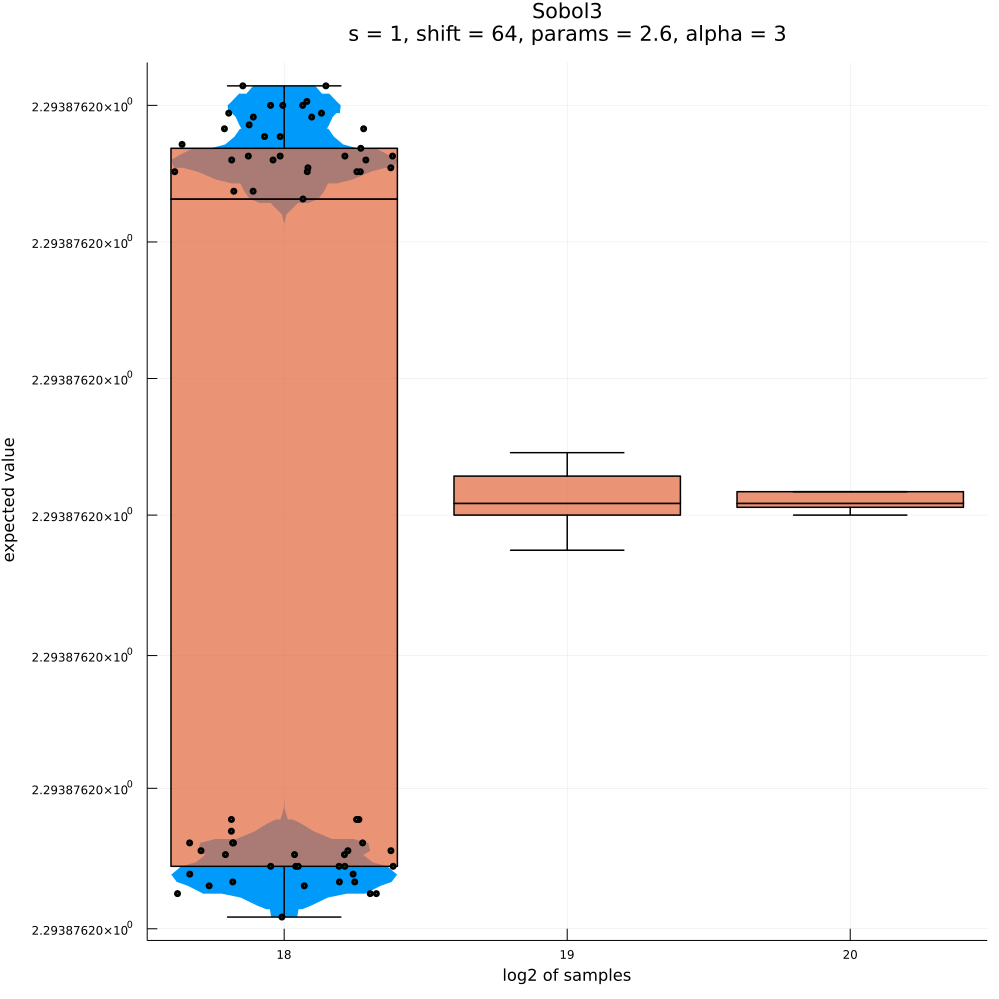 Sobol3
s = 1, shift = 64, params = 2.6, alpha = 3
2.29387620×10⁰
2.29387620×10⁰
2.29387620×10⁰
2.29387620×10⁰
2.29387620×10⁰
2.29387620×10⁰
2.29387620×10⁰
expected value
18 19 20
log2 of samples